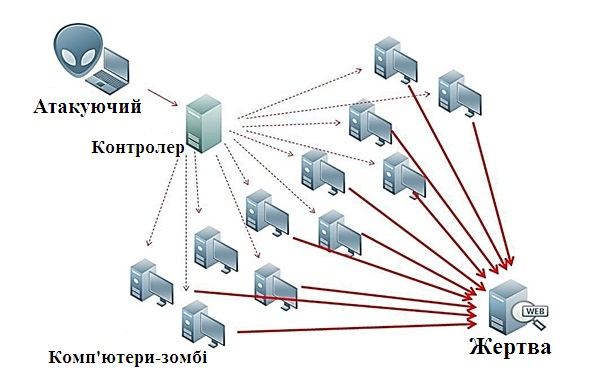 Атакуючий
Контролер
WEB
Жертва
Комп'ютери-зомбі